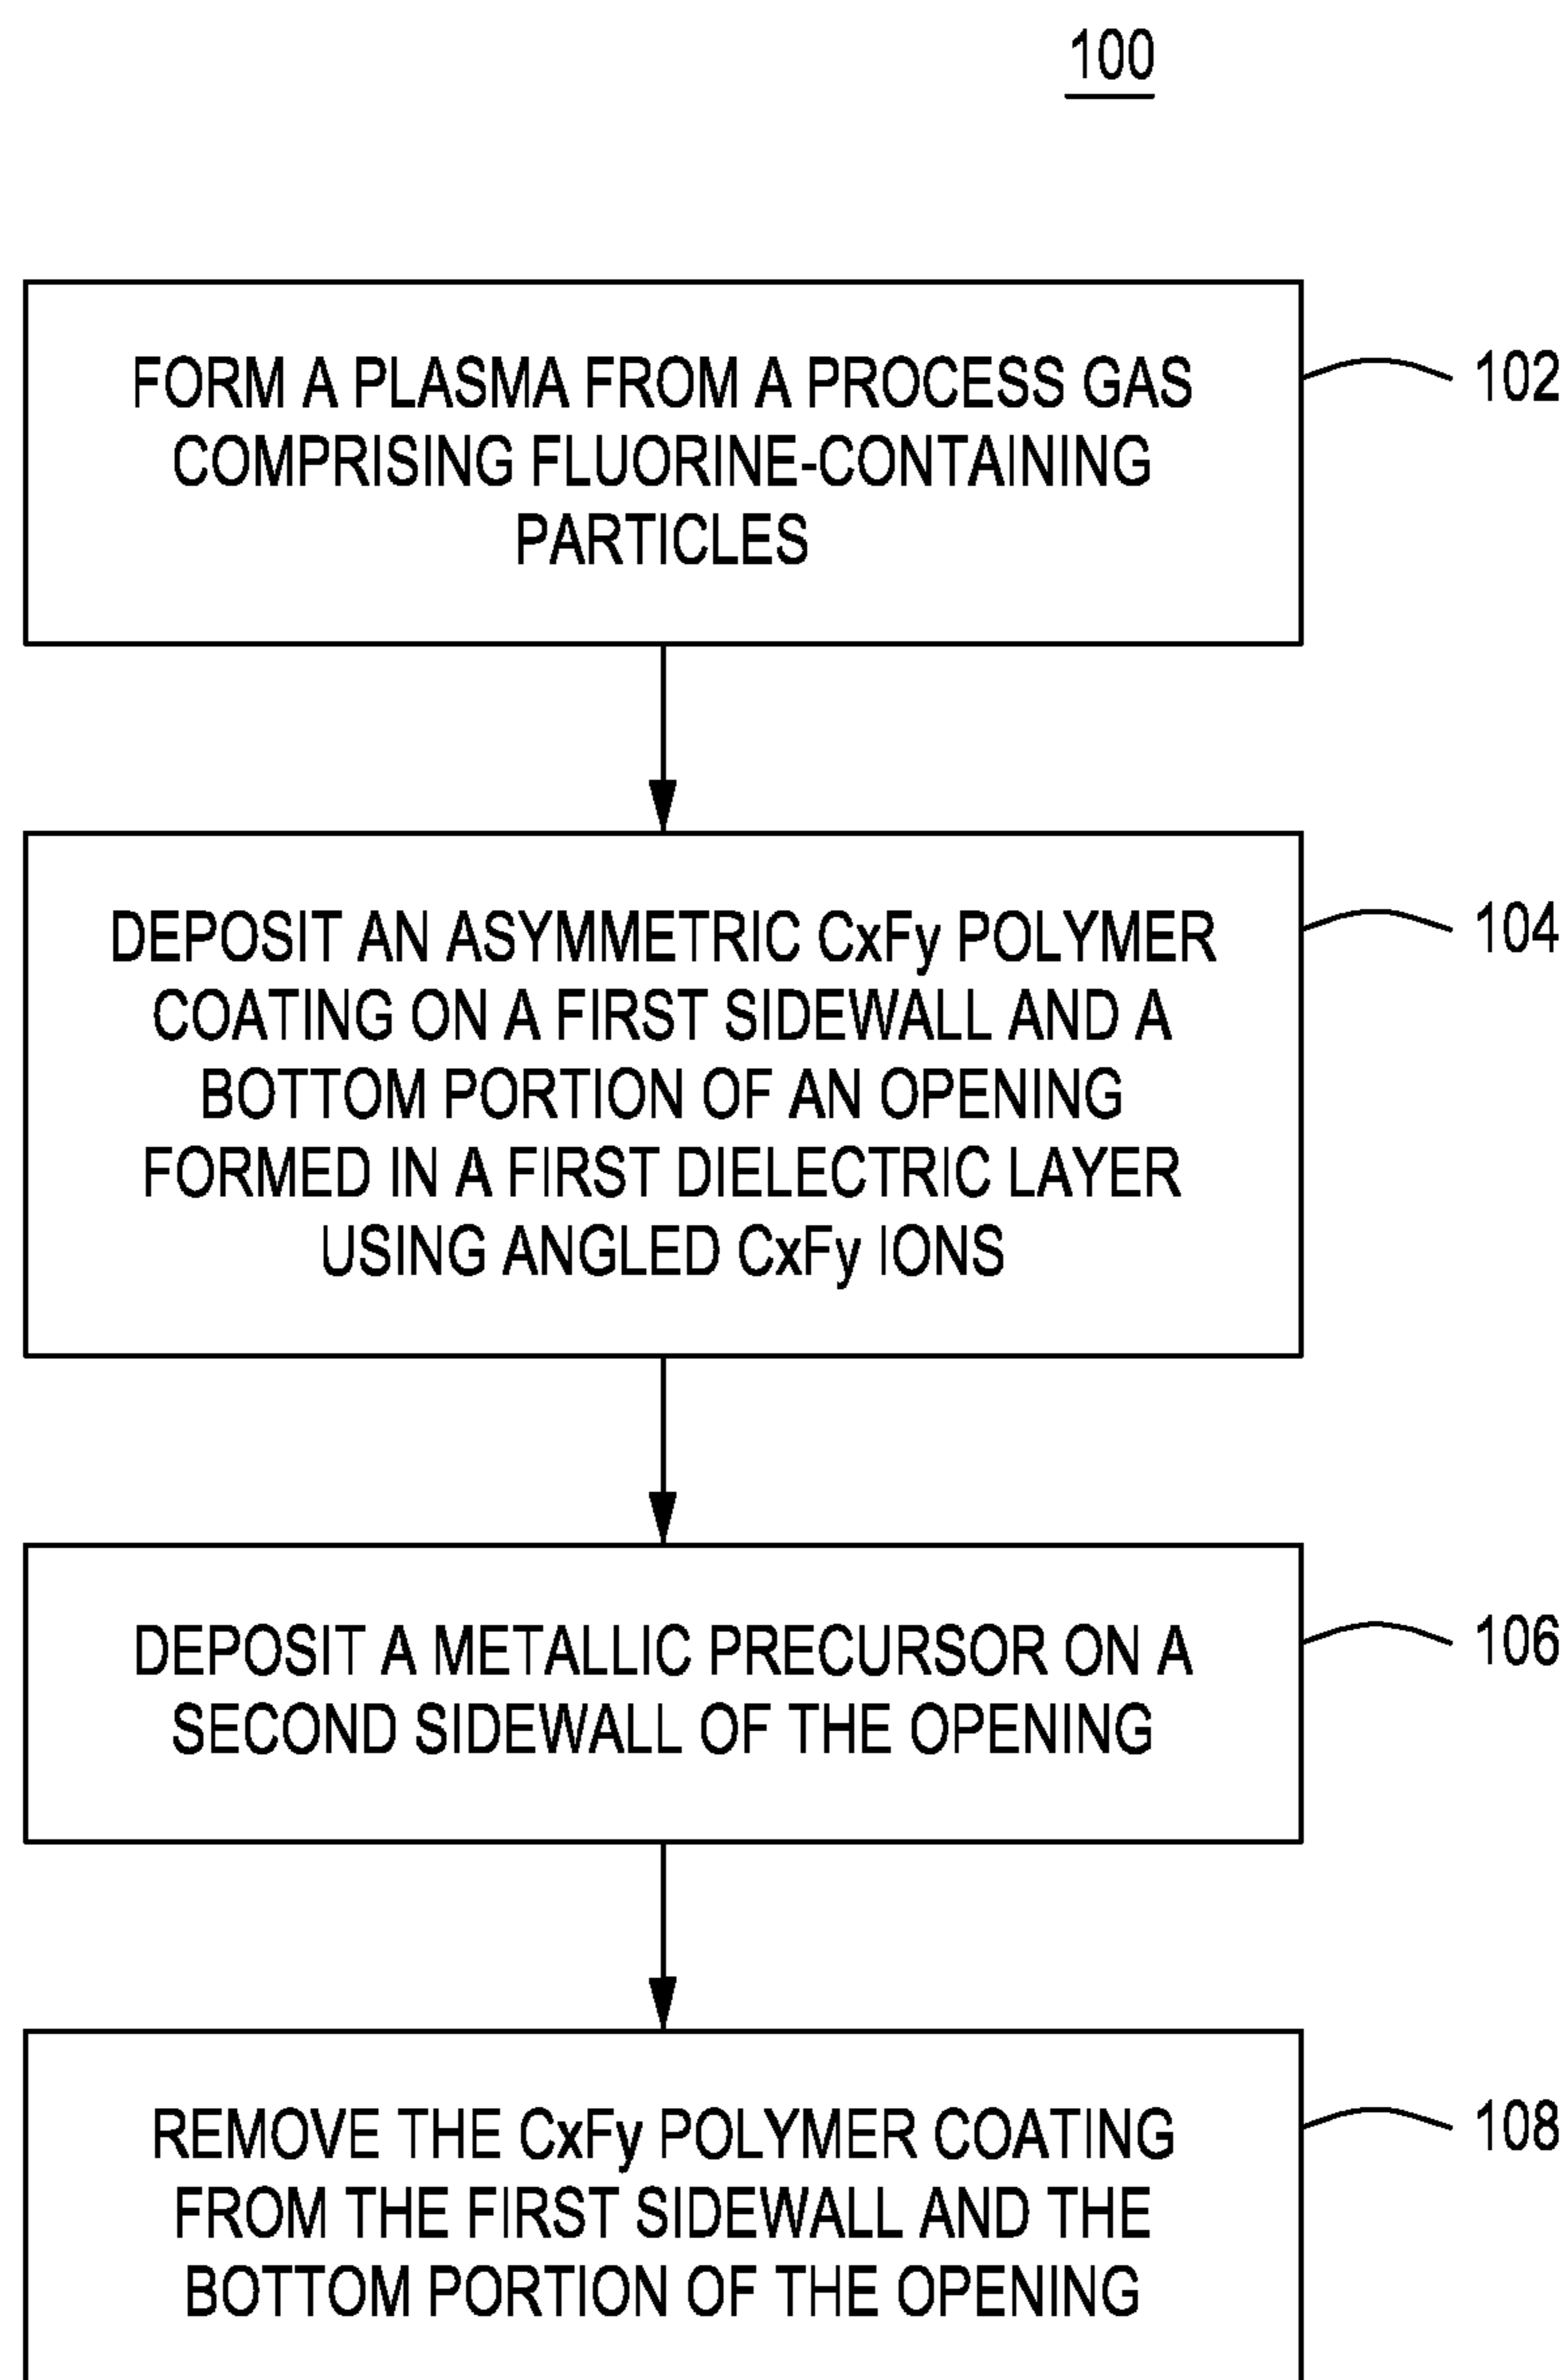 100
FORM A PLASMA FROM A PROCESS GAS
COMPRISING FLUORINE-CONTAINING
PARTICLES
102
DEPOSIT AN ASYMMETRIC CxFy POLYMER
COATING ON A FIRST SIDEWALL AND A
BOTTOM PORTION OF AN OPENING
FORMED IN A FIRST DIELECTRIC LAYER
USING ANGLED CxFy IONS
104
DEPOSIT A METALLIC PRECURSOR ON A
SECOND SIDEWALL OF THE OPENING
106
REMOVE THE CxFy POLYMER COATING
FROM THE FIRST SIDEWALL AND THE
BOTTOM PORTION OF THE OPENING
108